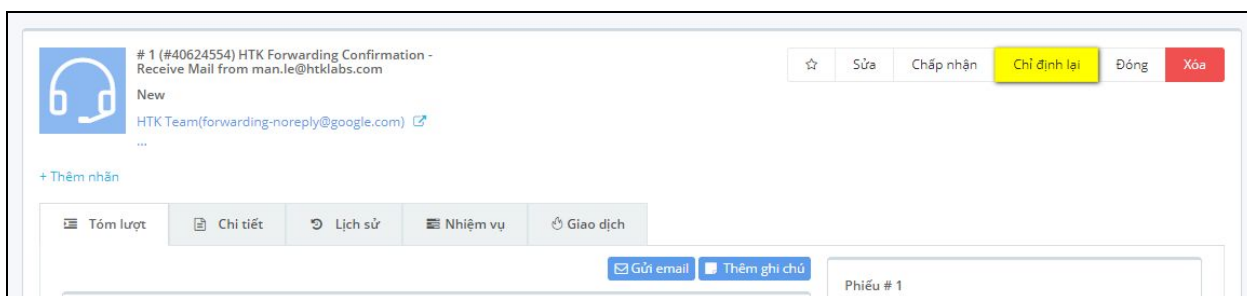 # 1 (#40624554) HTK Forwarding Confirmation -
Receive Mail from man.le@htklabs.com
New
HTK Team(forwarding-noreply@google.com)
...
Sửa Chấp nhận Chỉ định lại Đóng Xóa
+ Thêm nhãn
Tóm lượt Chi tiết Lịch sử Nhiệm vụ Giao dịch
Gửi email Thêm ghi chú
Phiếu # 1